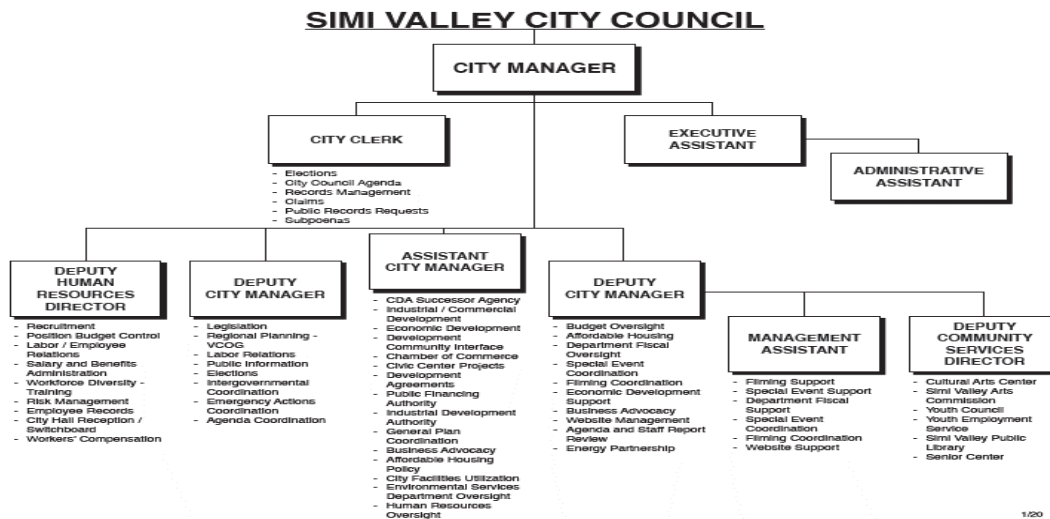 SIMI VALLEY CITY COUNCIL
CITY MANAGER
CITY CLERK
- Elections
- City Council Agenda
- Records Management
- Claims
- Public Records Requests
- Subpoenas
EXECUTIVE
ASSISTANT
ADMINISTRATIVE
ASSISTANT
DEPUTY
HUMAN
RESOURCES
DIRECTOR
- Recruitment
- Position Budget Control
- Labor / Employee
Relations
- Salary and Benefits
Administration
- Workforce Diversity -
Training
- Risk Management
- Employee Records
- City Hall Reception /
Switchboard
- Workers' Compensation
DEPUTY
CITY MANAGER
- Legislation
- Regional Planning -
VCOG
- Labor Relations
- Public Information
- Elections
- Intergovernmental
Coordination
- Emergency Actions
Coordination
- Agenda Coordination
ASSISTANT
CITY MANAGER
- CDA Successor Agency
- Industrial / Commercial
Development
- Economic Development
- Development
Community Interface
- Chamber of Commerce
- Civic Center Projects
- Development
Agreements
- Public Financing
Authority
- Industrial Development
Authority
- General Plan
Coordination
- Business Advocacy
- Affordable Housing
Policy
- City Facilities Utilization
- Environmental Services
Department Oversight
- Human Resources
Oversight
DEPUTY
CITY MANAGER
- Budget Oversight
- Affordable Housing
- Department Fiscal
Oversight
- Special Event
Coordination
- Filming Coordination
- Economic Development
Support
- Business Advocacy
- Website Management
- Agenda and Staff Report
Review
- Energy Partnership
MANAGEMENT
ASSISTANT
- Filming Support
- Special Event Support
- Department Fiscal
Support
- Special Event
Coordination
- Filming Coordination
- Website Support
DEPUTY
COMMUNITY
SERVICES
DIRECTOR
- Cultural Arts Center
- Simi Valley Arts
Commission
- Youth Council
- Youth Employment
Service
- Simi Valley Public
Library
- Senior Center
1/20